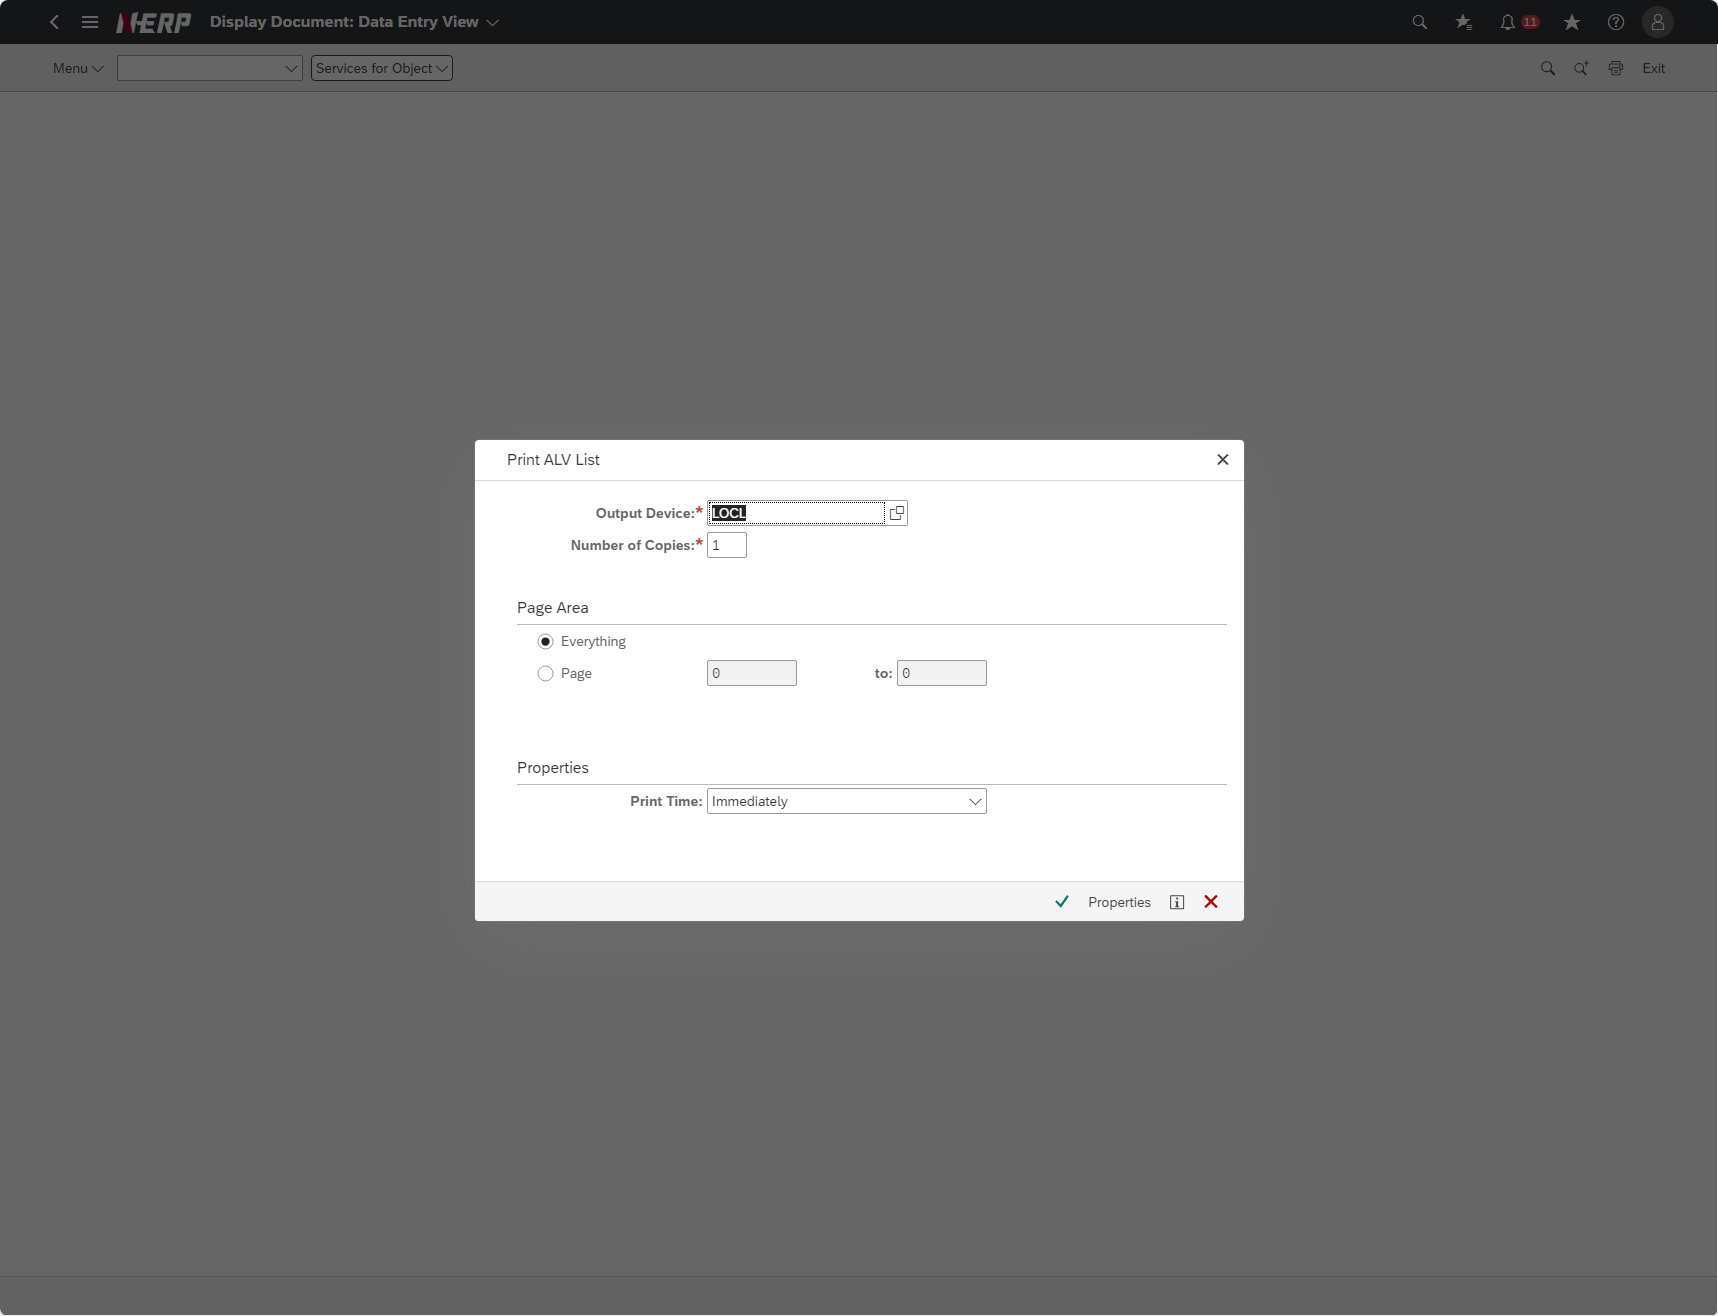 HERP Display Document: Data Entry View 11
Menu Services for Object Exit
Print ALV List
Output Device:* LOCL
Number of Copies:* 1
Page Area
Everything
Page 0 to: 0
Properties
Print Time: Immediately
Properties